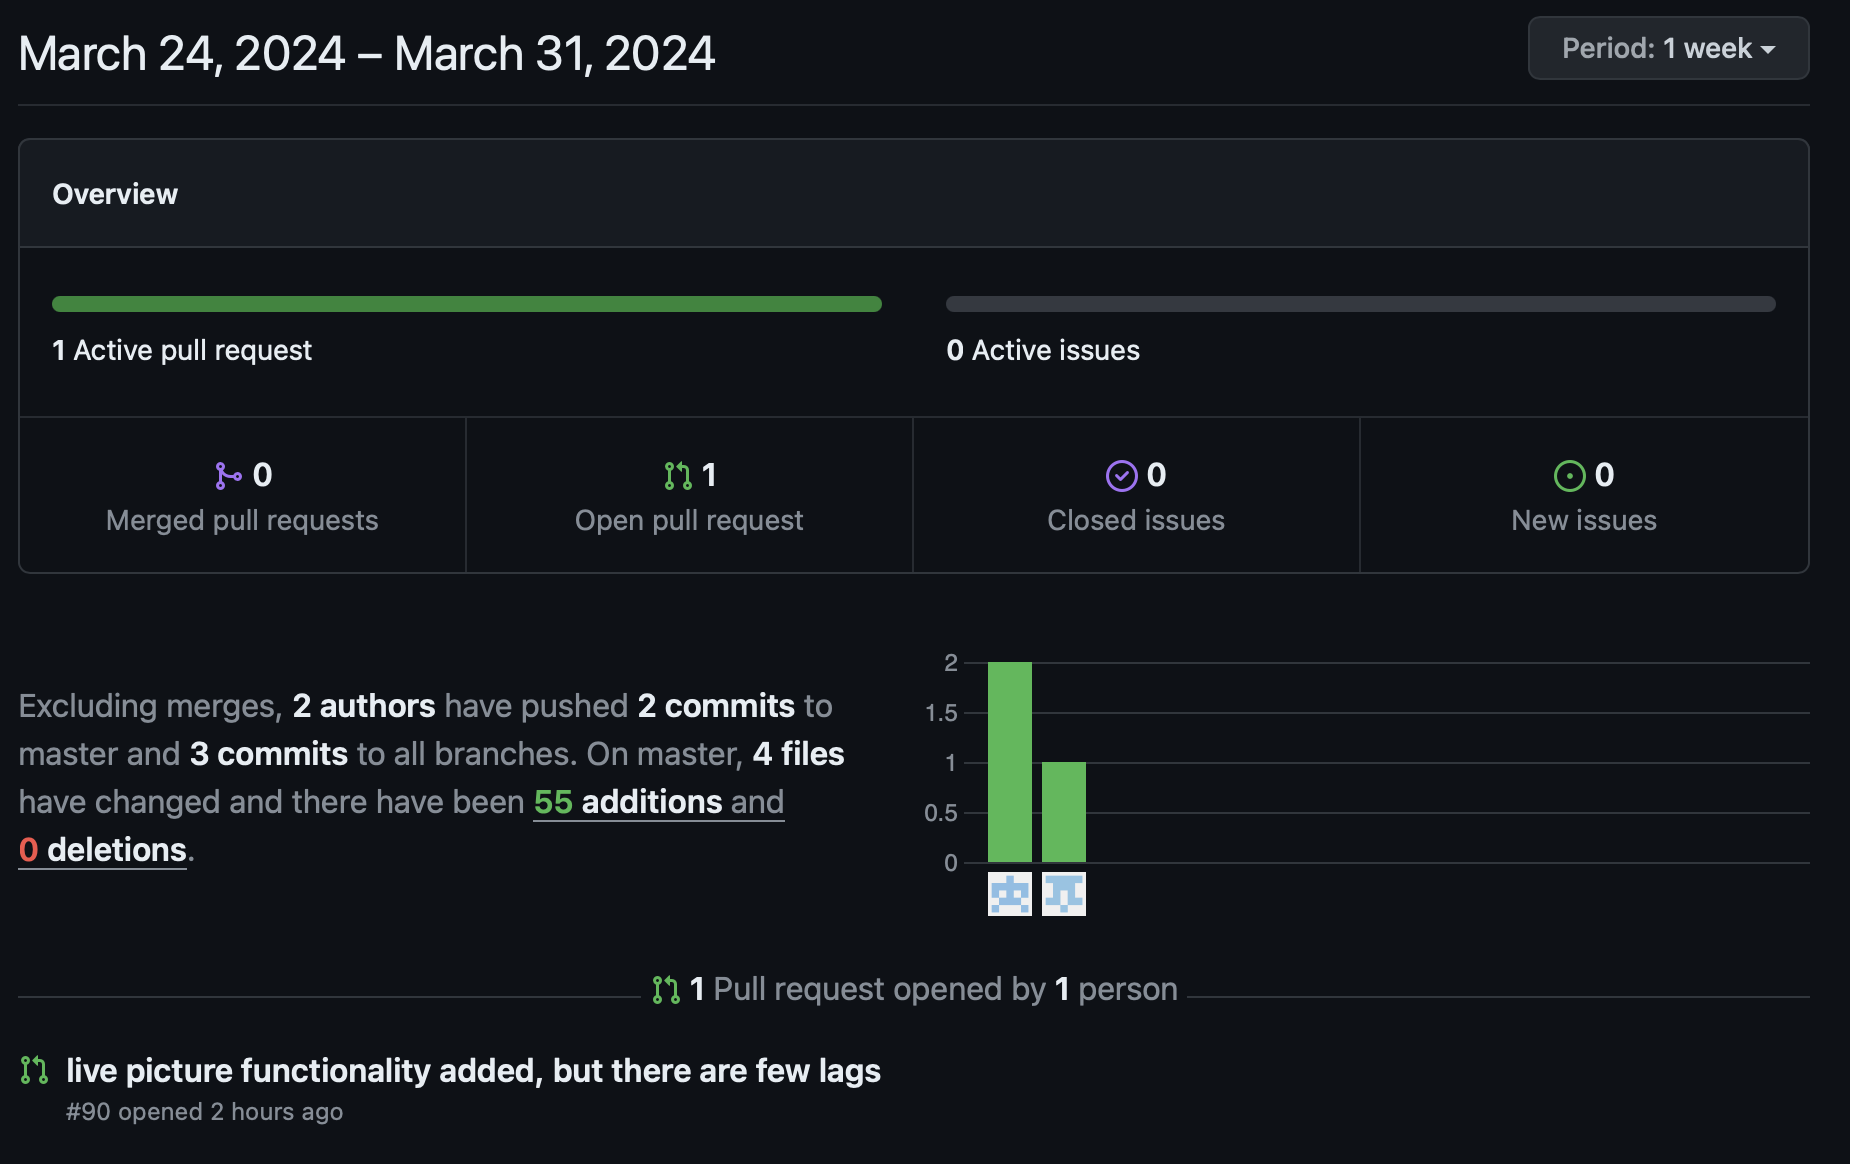 March 24, 2024 – March 31, 2024
Period: 1 week
Overview
1 Active pull request
0 Active issues
0
Merged pull requests
1
Open pull request
0
Closed issues
0
New issues
Excluding merges, 2 authors have pushed 2 commits to
master and 3 commits to all branches. On master, 4 files
have changed and there have been 55 additions and
0 deletions.
2
1.5
1
0.5
0
1 Pull request opened by 1 person
live picture functionality added, but there are few lags
#90 opened 2 hours ago